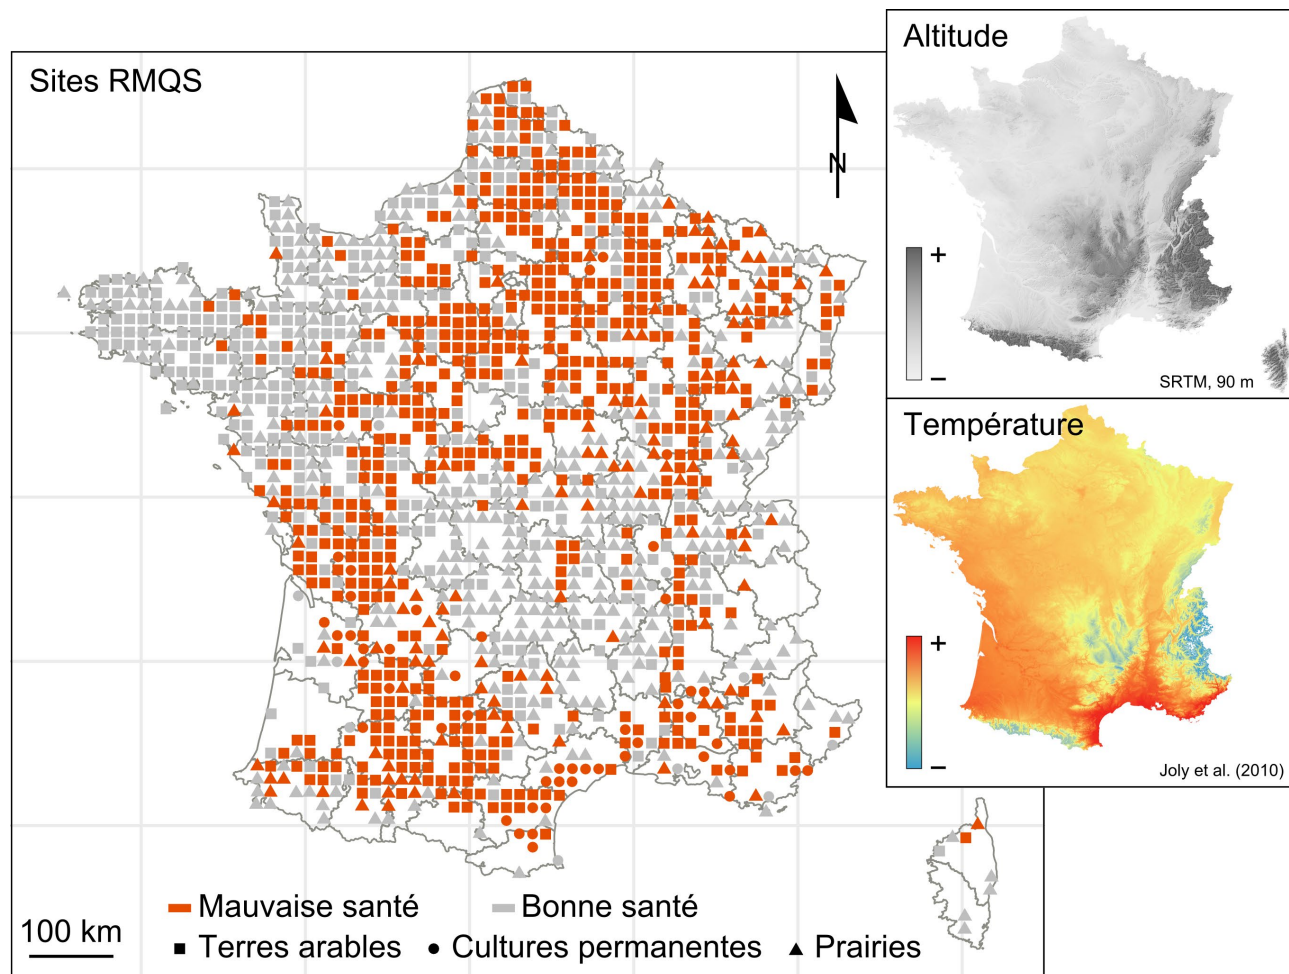 Sites RMQS
N
Mauvaise santé
Bonne santé
100 km
Terres arables
Cultures permanentes
Prairies
Altitude
+
−
SRTM, 90 m
Température
+
−
Joly et al. (2010)